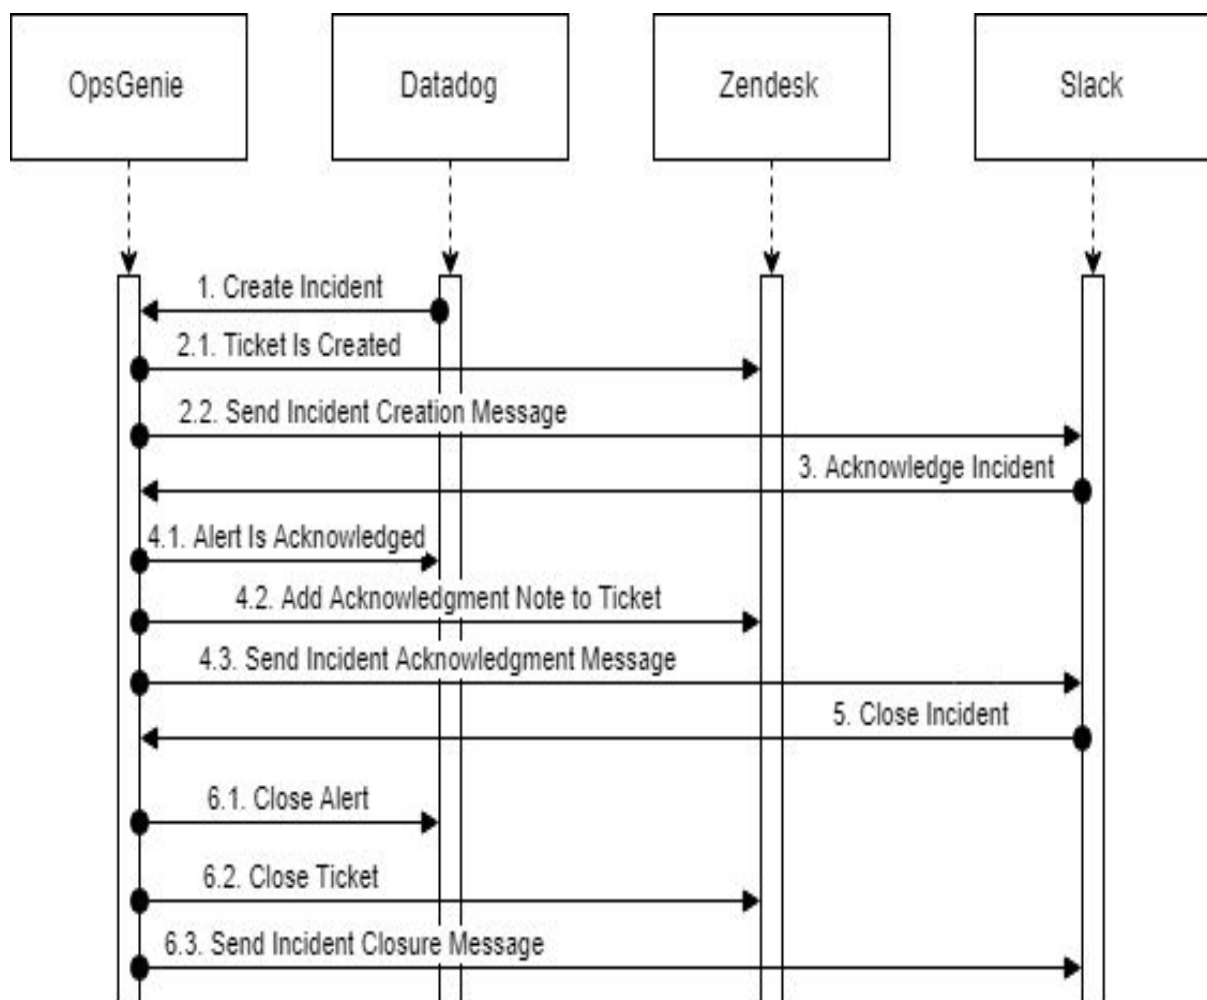 OpsGenie
Datadog
Zendesk
Slack
1. Create Incident
2.1. Ticket Is Created
2.2. Send Incident Creation Message
3. Acknowledge Incident
4.1. Alert Is Acknowledged
4.2. Add Acknowledgment Note to Ticket
4.3. Send Incident Acknowledgment Message
5. Close Incident
6.1. Close Alert
6.2. Close Ticket
6.3. Send Incident Closure Message